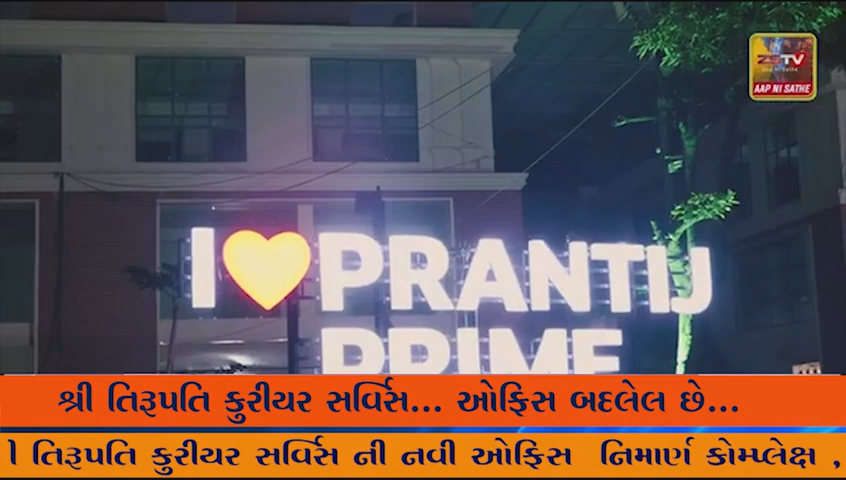 ZSTV
AAP NI SATHE
I ❤ PRANTIJ
PRIME
શ્રી તિરૂપતિ કુરીયર સર્વિસ... ઓફિસ બદલેલ છે...
તિરૂપતિ કુરીયર સર્વિસ ની નવી ઓફિસ નિમાર્ણ કોમ્પ્લેક્ષ ,